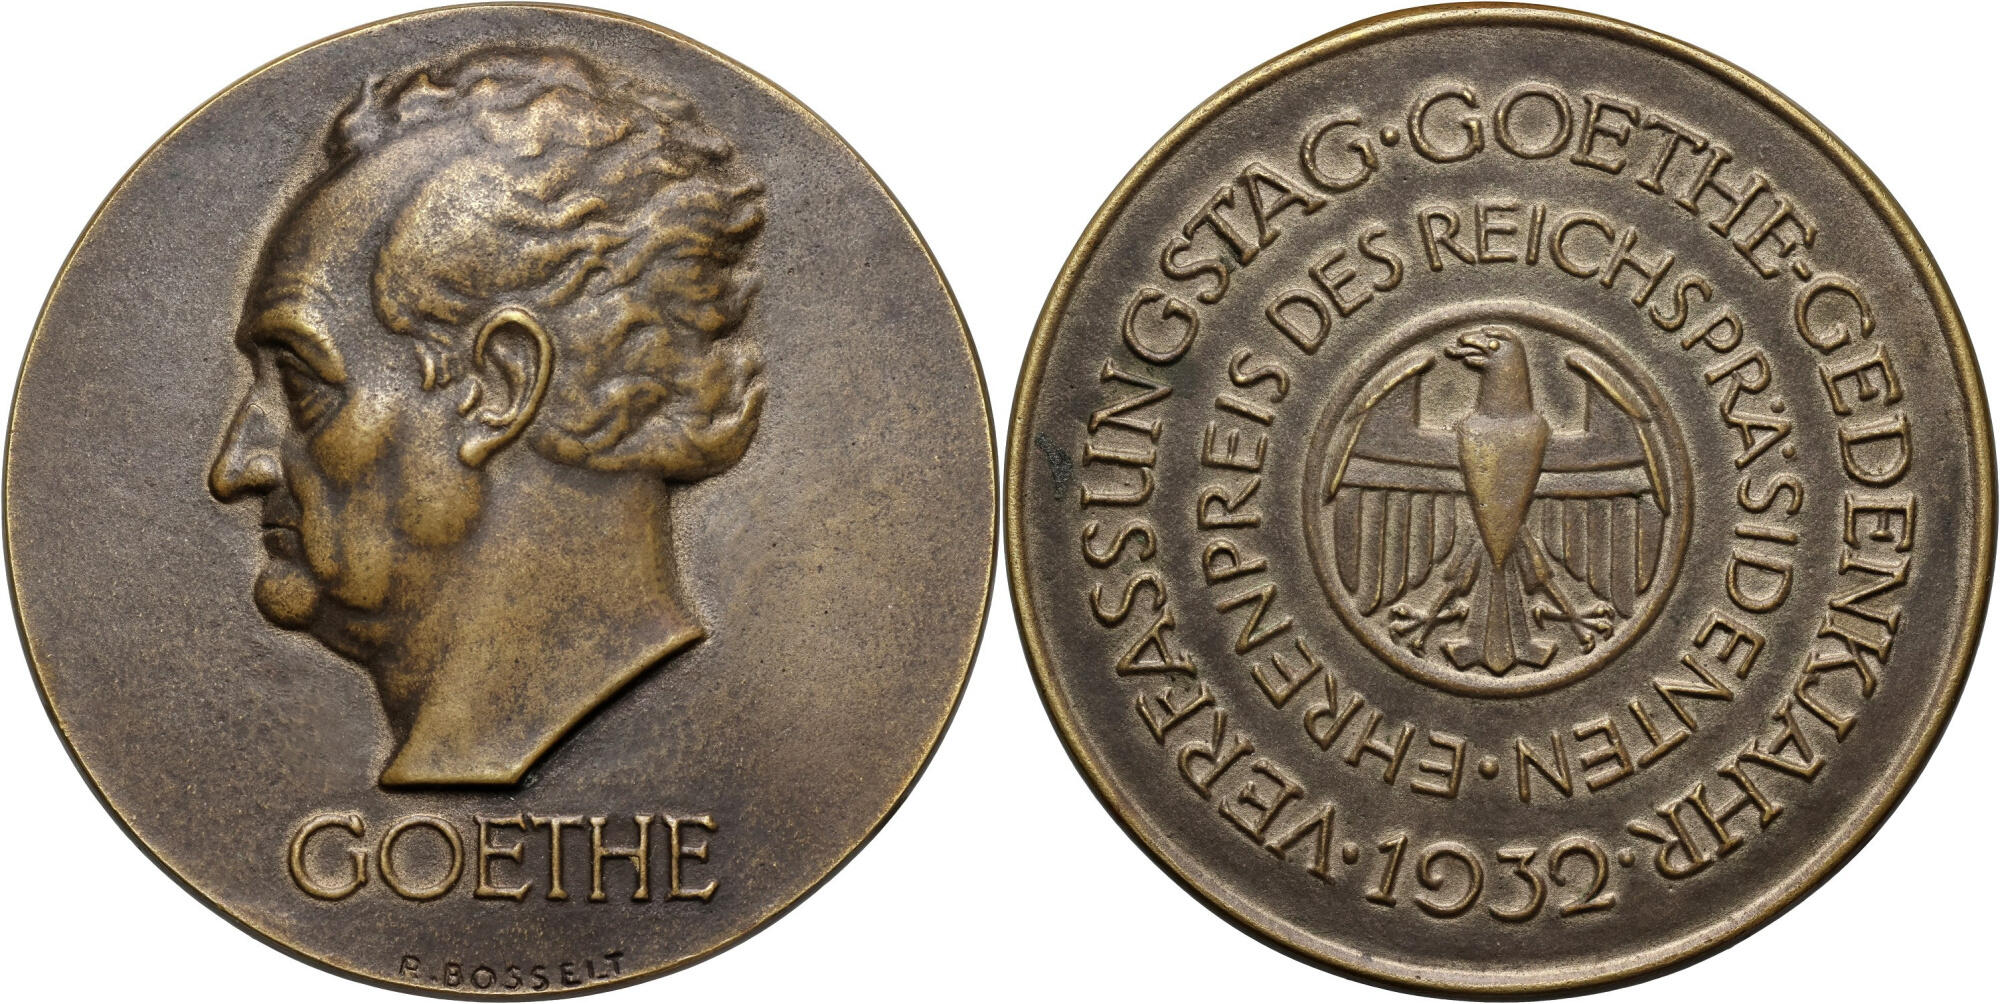 GOETHE
R. BOSSELT
VERFASSUNGSTAG · GOETHE-GEDENKJAHR ·
1932 ·
EHRENPREIS DES REICHSPRÄSIDENTEN ·